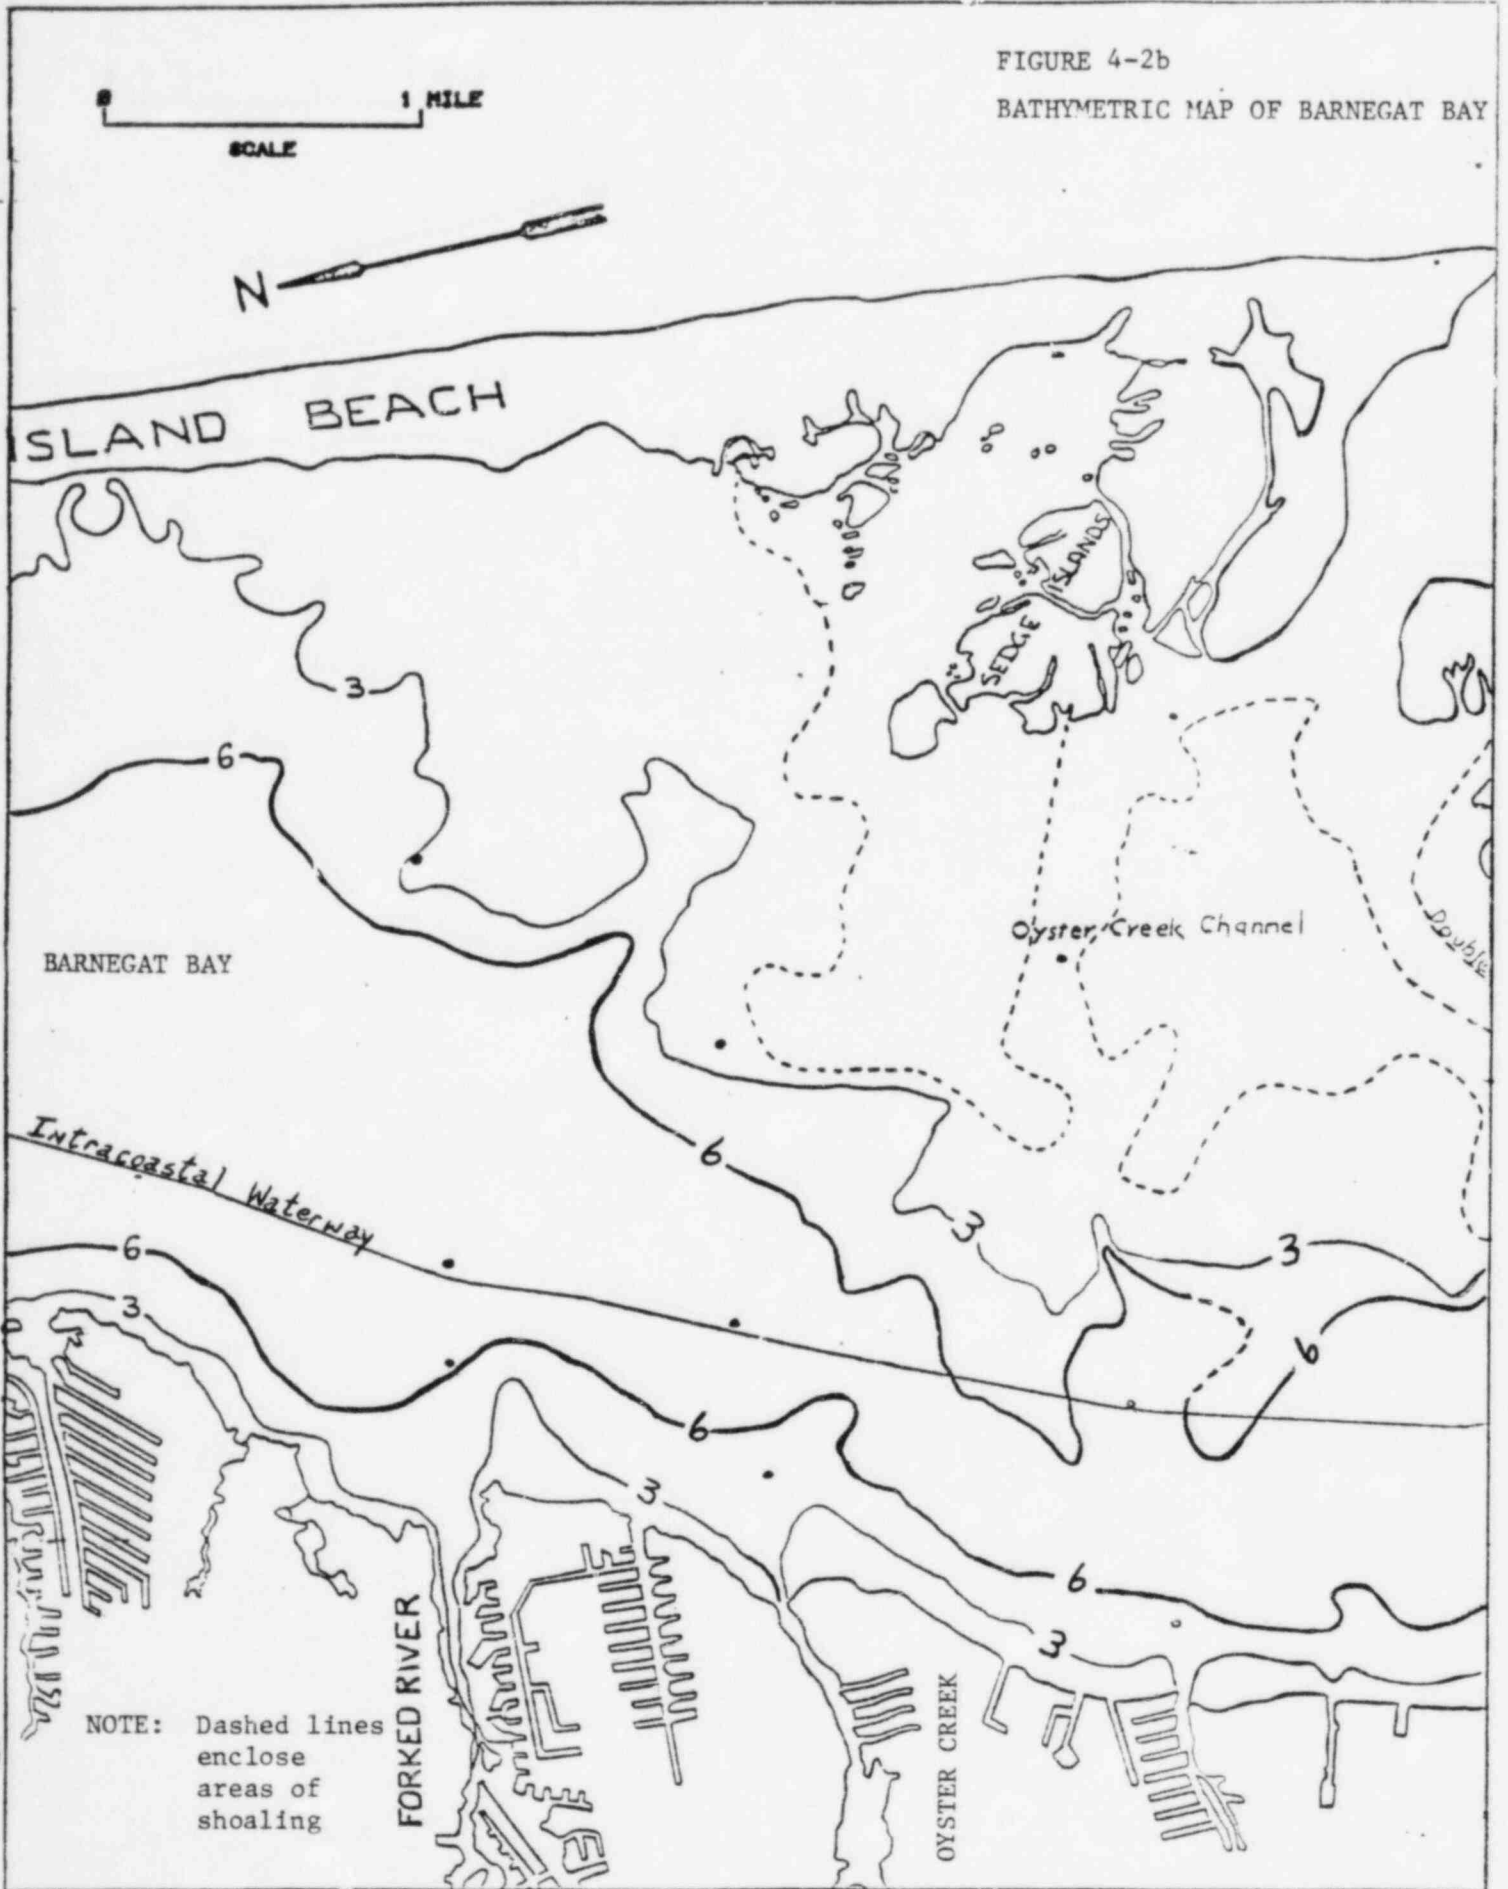 FIGURE 4-2b
BATHYMETRIC MAP OF BARNEGAT BAY
0 1 MILE
SCALE
N
ISLAND BEACH
SEDGE ISLANDS
3
6
Oyster Creek Channel
Double
BARNEGAT BAY
Intracoastal Waterway
6
3
3
6
6
3
6
6
3
6
3
FORKED RIVER
OYSTER CREEK
NOTE: Dashed lines
enclose
areas of
shoaling